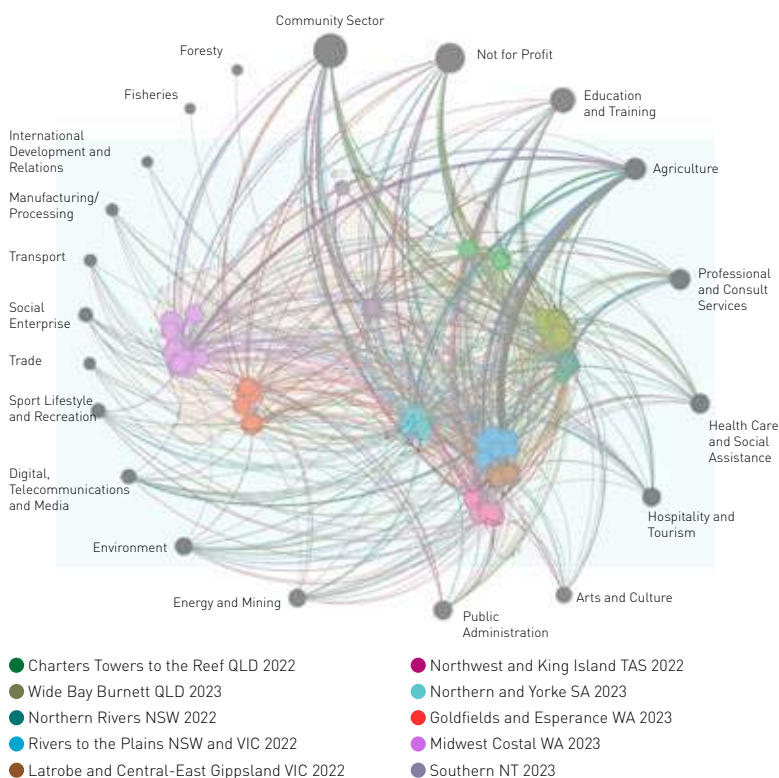 Community Sector
Foresty
Not for Profit
Fisheries
Education
and Training
International
Development and
Relations
Agriculture
Manufacturing/
Processing
Transport
Professional
and Consult
Services
Social
Enterprise
Trade
Sport Lifestyle
and Recreation
Health Care
and Social
Assistance
Digital,
Telecommunications
and Media
Hospitality and
Tourism
Environment
Energy and Mining
Arts and Culture
Public
Administration
Charters Towers to the Reef QLD 2022
Wide Bay Burnett QLD 2023
Northern Rivers NSW 2022
Rivers to the Plains NSW and VIC 2022
Latrobe and Central-East Gippsland VIC 2022
Northwest and King Island TAS 2022
Northern and Yorke SA 2023
Goldfields and Esperance WA 2023
Midwest Costal WA 2023
Southern NT 2023